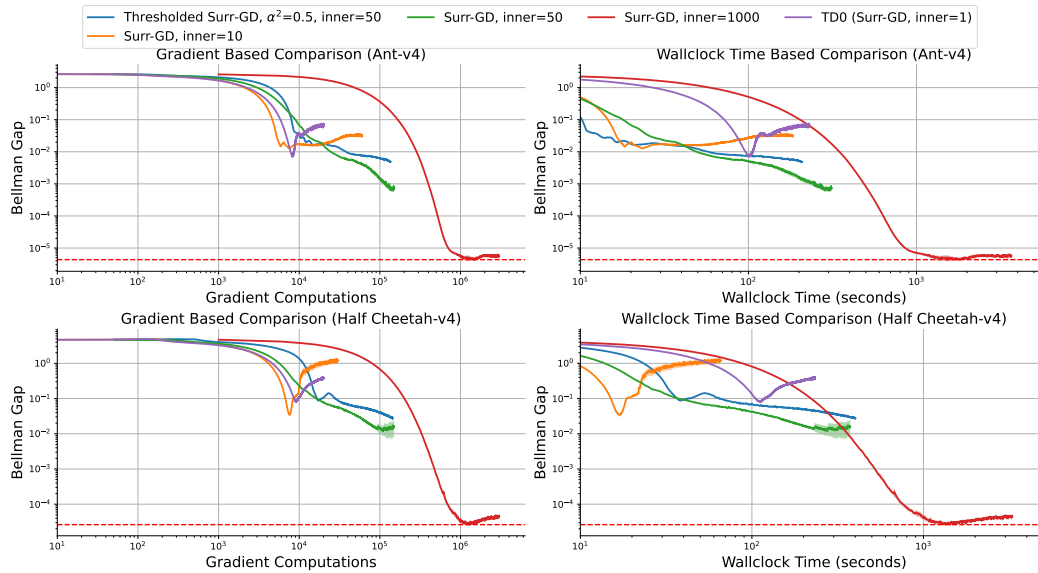 Thresholded Surr-GD, α²=0.5, inner=50
Surr-GD, inner=50
Surr-GD, inner=1000
TD0 (Surr-GD, inner=1)
Surr-GD, inner=10
Gradient Based Comparison (Ant-v4)
Bellman Gap
10⁰
10⁻¹
10⁻²
10⁻³
10⁻⁴
10⁻⁵
10¹ 10² 10³ 10⁴ 10⁵ 10⁶
Gradient Computations
Wallclock Time Based Comparison (Ant-v4)
Bellman Gap
10⁰
10⁻¹
10⁻²
10⁻³
10⁻⁴
10⁻⁵
10¹ 10² 10³
Wallclock Time (seconds)
Gradient Based Comparison (Half Cheetah-v4)
Bellman Gap
10⁰
10⁻¹
10⁻²
10⁻³
10⁻⁴
10¹ 10² 10³ 10⁴ 10⁵ 10⁶
Gradient Computations
Wallclock Time Based Comparison (Half Cheetah-v4)
Bellman Gap
10⁰
10⁻¹
10⁻²
10⁻³
10⁻⁴
10¹ 10² 10³
Wallclock Time (seconds)